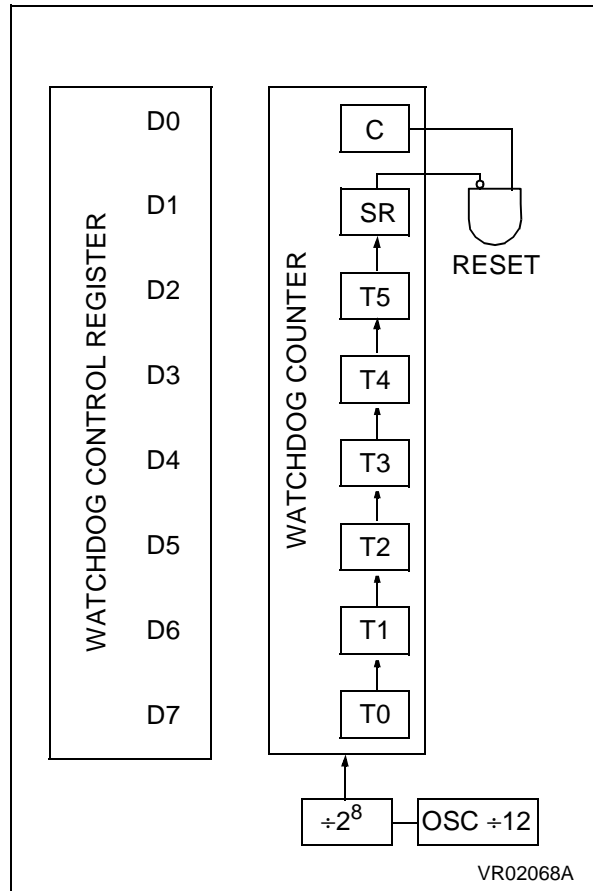 WATCHDOG CONTROL REGISTER
D0
D1
D2
D3
D4
D5
D6
D7
WATCHDOG COUNTER
C
SR
T5
T4
T3
T2
T1
T0
RESET
÷2⁸
OSC ÷12
VR02068A